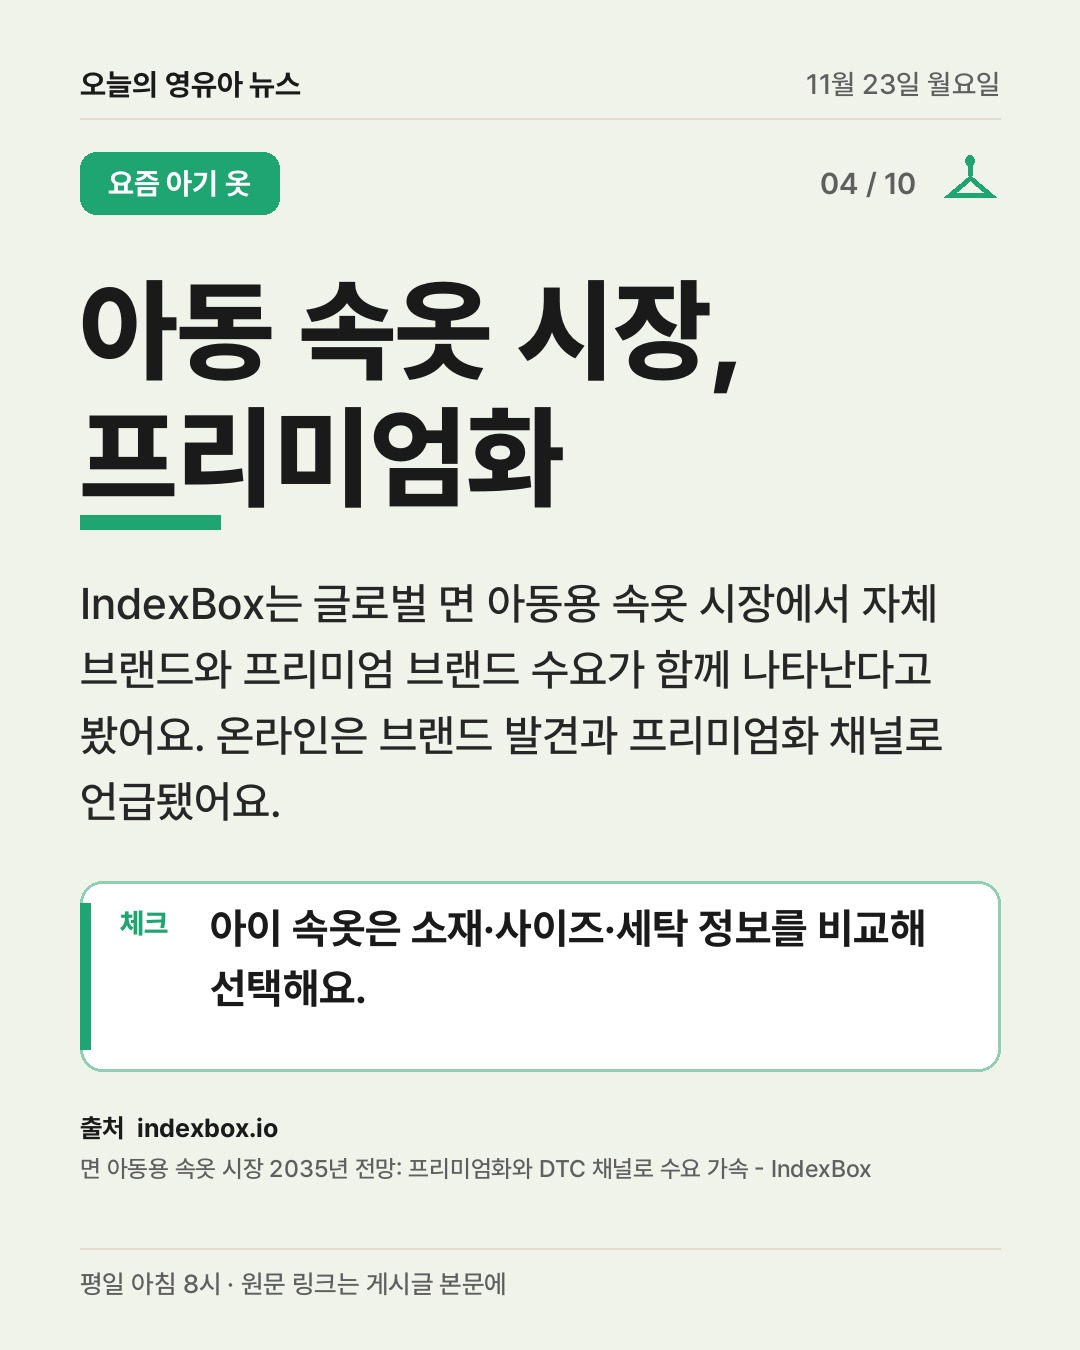 오늘의 영유아 뉴스
11월 23일 월요일
요즘 아기 옷
04 / 10
아동 속옷 시장,
프리미엄화
IndexBox는 글로벌 면 아동용 속옷 시장에서 자체
브랜드와 프리미엄 브랜드 수요가 함께 나타난다고
봤어요. 온라인은 브랜드 발견과 프리미엄화 채널로
언급됐어요.
체크
아이 속옷은 소재·사이즈·세탁 정보를 비교해
선택해요.
출처 indexbox.io
면 아동용 속옷 시장 2035년 전망: 프리미엄화와 DTC 채널로 수요 가속 - IndexBox
평일 아침 8시 · 원문 링크는 게시글 본문에